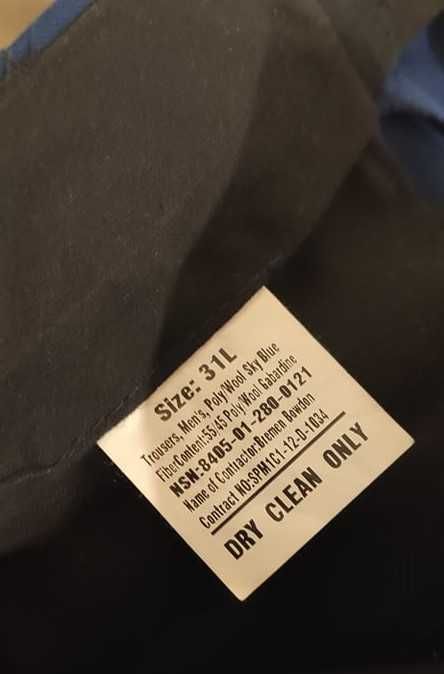 Size: 31L
Trousers, Men's, Poly/Wool Sky Blue
FiberContent:55/45 Poly/Wool Gabardine
MSN:-8405-01-280-0121
Name of Contractor:Bremen Bowdon
Contract NO:SPM1C1-12-D-1034
DRY CLEAN ONLY